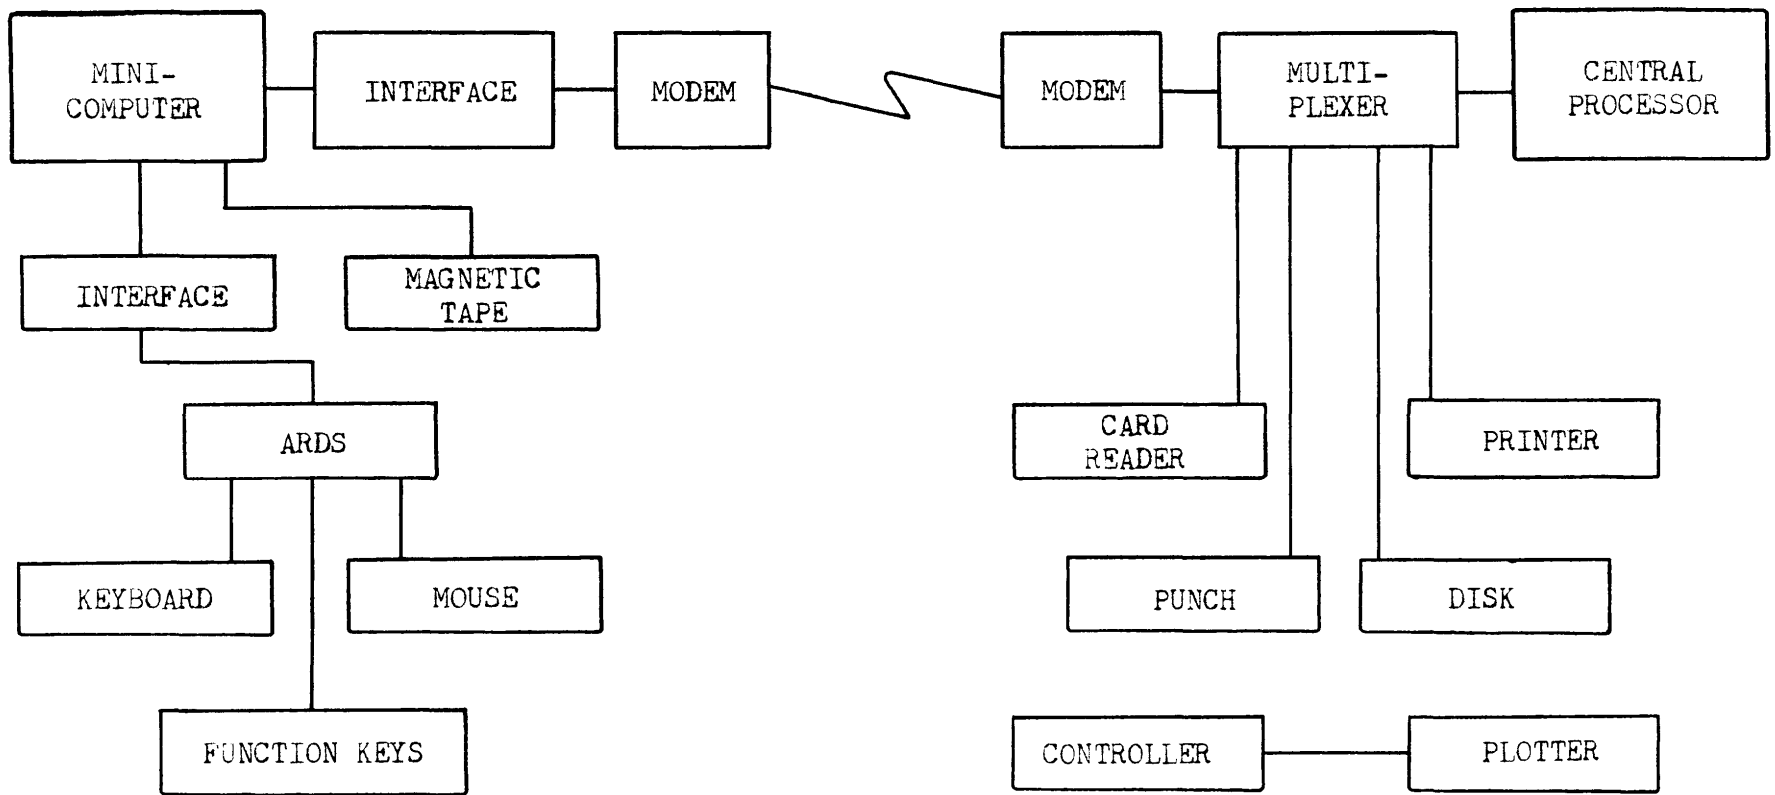 MINI-
COMPUTER
INTERFACE
MODEM
MODEM
MULTI-
PLEXER
CENTRAL
PROCESSOR
INTERFACE
MAGNETIC
TAPE
ARDS
CARD
READER
PRINTER
KEYBOARD
MOUSE
PUNCH
DISK
FUNCTION KEYS
CONTROLLER
PLOTTER